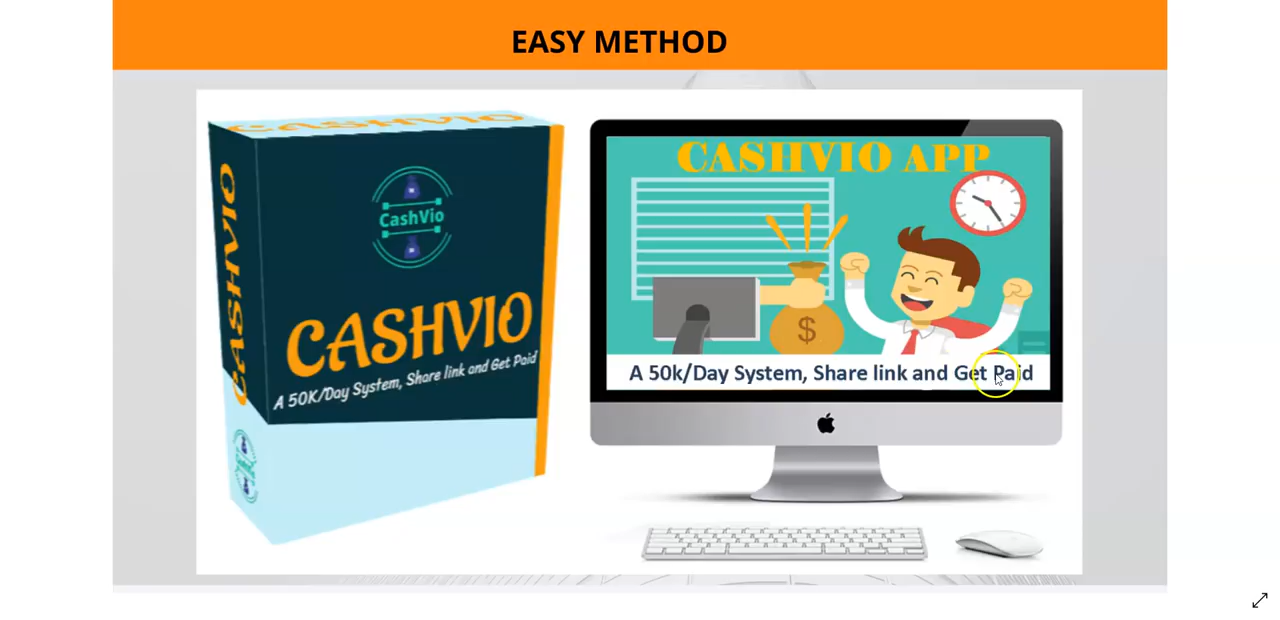 EASY METHOD
CASHVIO
CASHVIO
CashVio
CASHVIO
A 50K/Day System, Share link and Get Paid
CASHVIO APP
$
A 50k/Day System, Share link and Get Paid